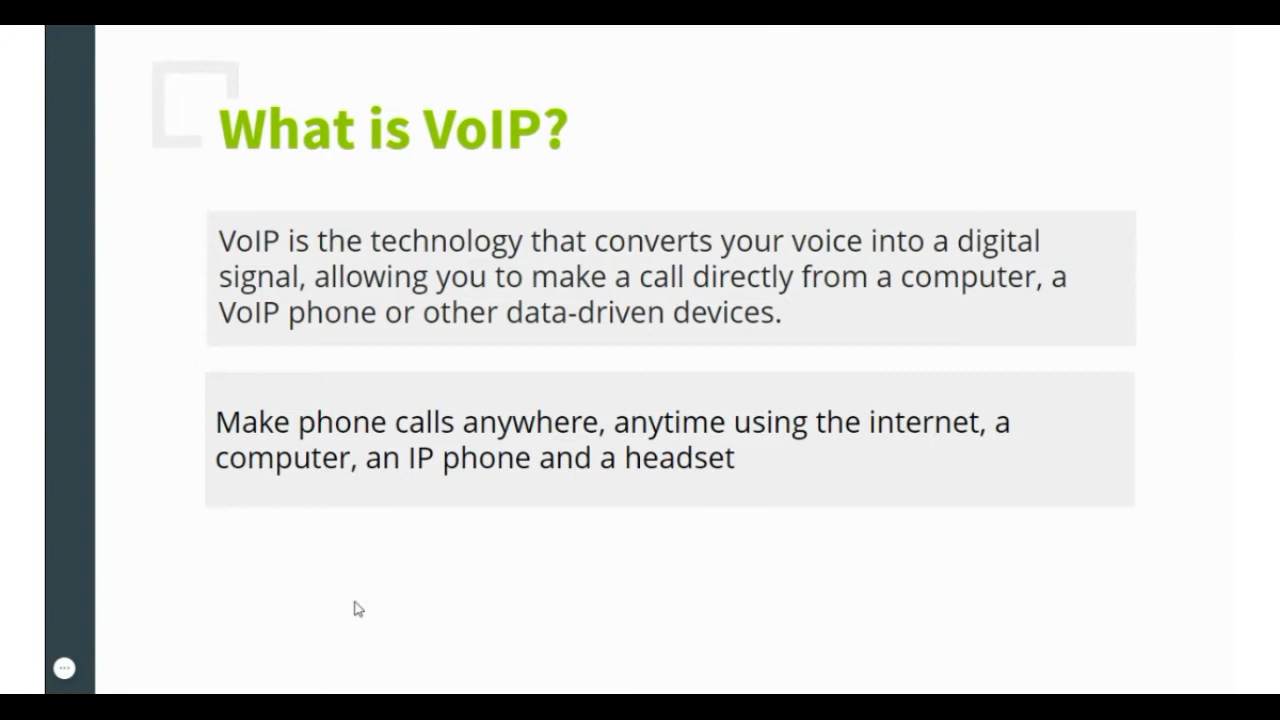 What is VoIP?
VoIP is the technology that converts your voice into a digital
signal, allowing you to make a call directly from a computer, a
VoIP phone or other data-driven devices.
Make phone calls anywhere, anytime using the internet, a
computer, an IP phone and a headset